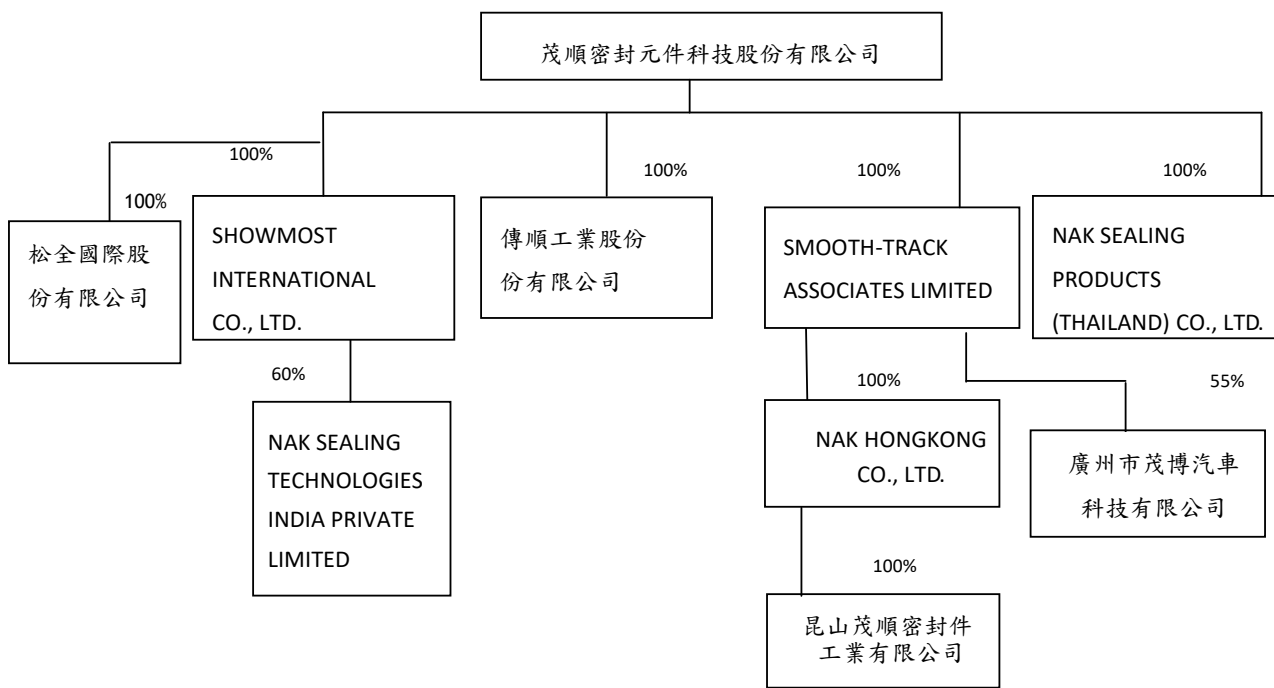 茂順密封元件科技股份有限公司
100%
100%
100%
100%
100%
松全國際股
份有限公司
SHOWMOST
INTERNATIONAL
CO., LTD.
傳順工業股份
份有限公司
SMOOTH-TRACK
ASSOCIATES LIMITED
NAK SEALING
PRODUCTS
(THAILAND) CO., LTD.
60%
100%
55%
NAK SEALING
TECHNOLOGIES
INDIA PRIVATE
LIMITED
NAK HONGKONG
CO., LTD.
廣州市茂博汽車
科技有限公司
100%
昆山茂順密封件
工業有限公司